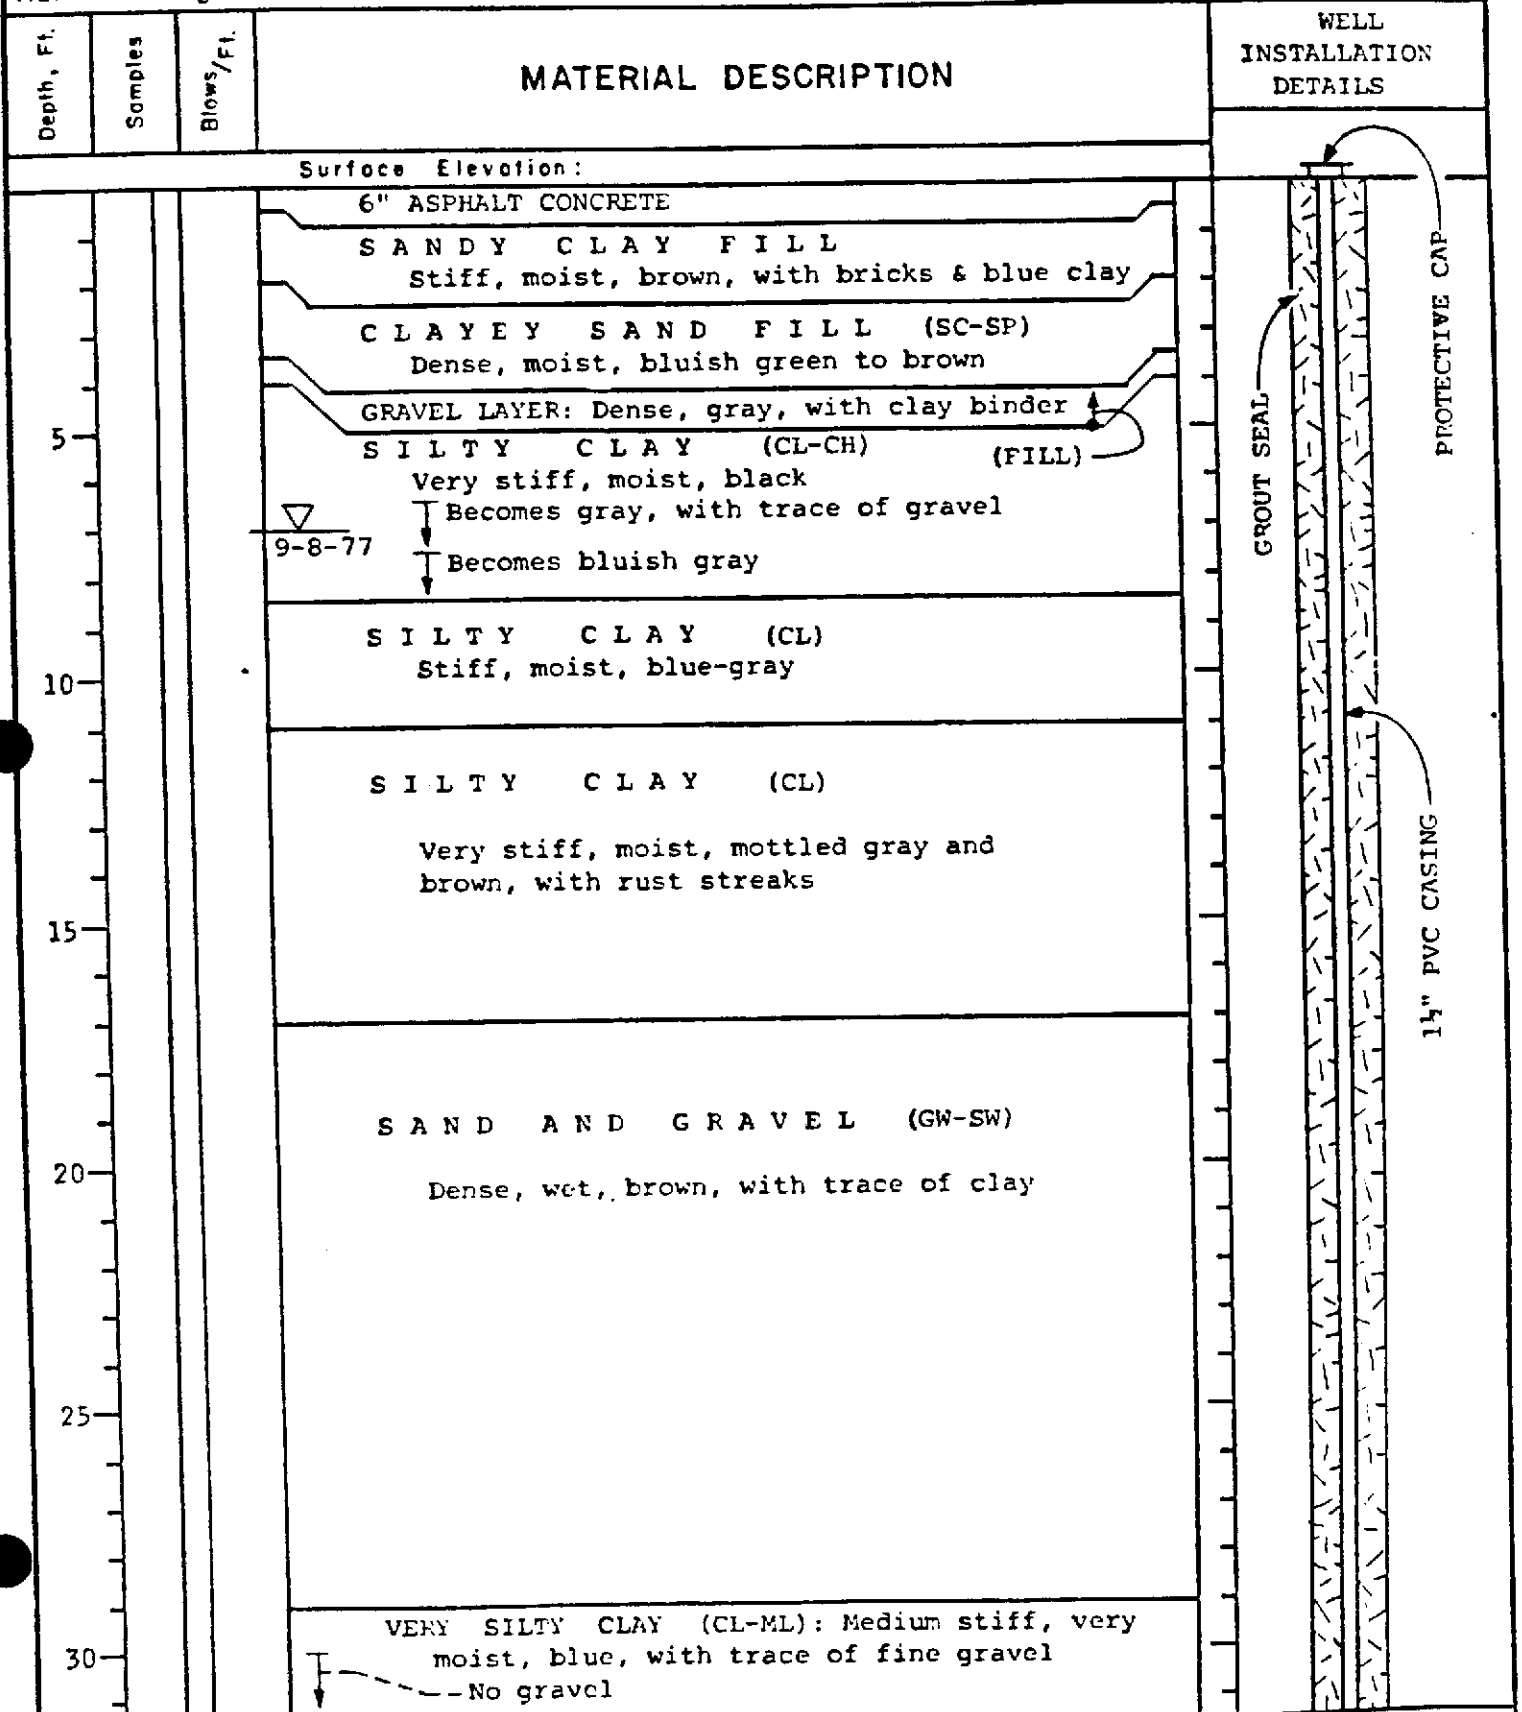 Depth, Ft.
Samples
Blows/Ft.
MATERIAL DESCRIPTION
WELL
INSTALLATION
DETAILS
Surface Elevation:
6" ASPHALT CONCRETE
SANDY CLAY FILL
Stiff, moist, brown, with bricks & blue clay
CLAYEY SAND FILL (SC-SP)
Dense, moist, bluish green to brown
GRAVEL LAYER: Dense, gray, with clay binder
5
SILTY CLAY (CL-CH)
(FILL)
Very stiff, moist, black
Becomes gray, with trace of gravel
9-8-77
Becomes bluish gray
SILTY CLAY (CL)
Stiff, moist, blue-gray
10
SILTY CLAY (CL)
Very stiff, moist, mottled gray and
brown, with rust streaks
15
SAND AND GRAVEL (GW-SW)
20
Dense, wet, brown, with trace of clay
25
VERY SILTY CLAY (CL-ML): Medium stiff, very
30
moist, blue, with trace of fine gravel
No gravel
GROUT SEAL
PROTECTIVE CAP
1½" PVC CASING